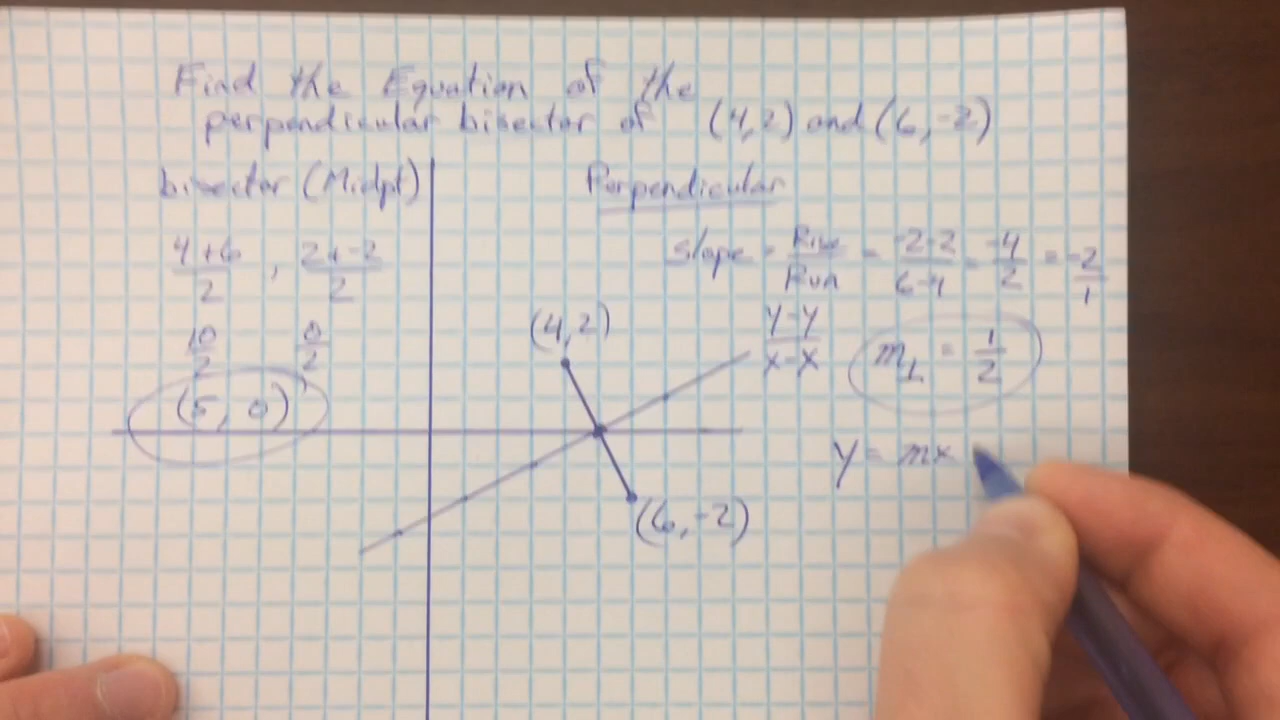 Find the Equation of the
perpendicular bisector of (4,2) and (6,-2)
bisector (Midpt)
Perpendicular
4+6/2 , 2+-2/2
slope = Rise/Run = -2-2/6-4 = -4/2 = -2/1
10/2 , 0/2
(5, 0)
y-y/x-x
m⊥ = 1/2
(4,2)
y = mx
(6,-2)